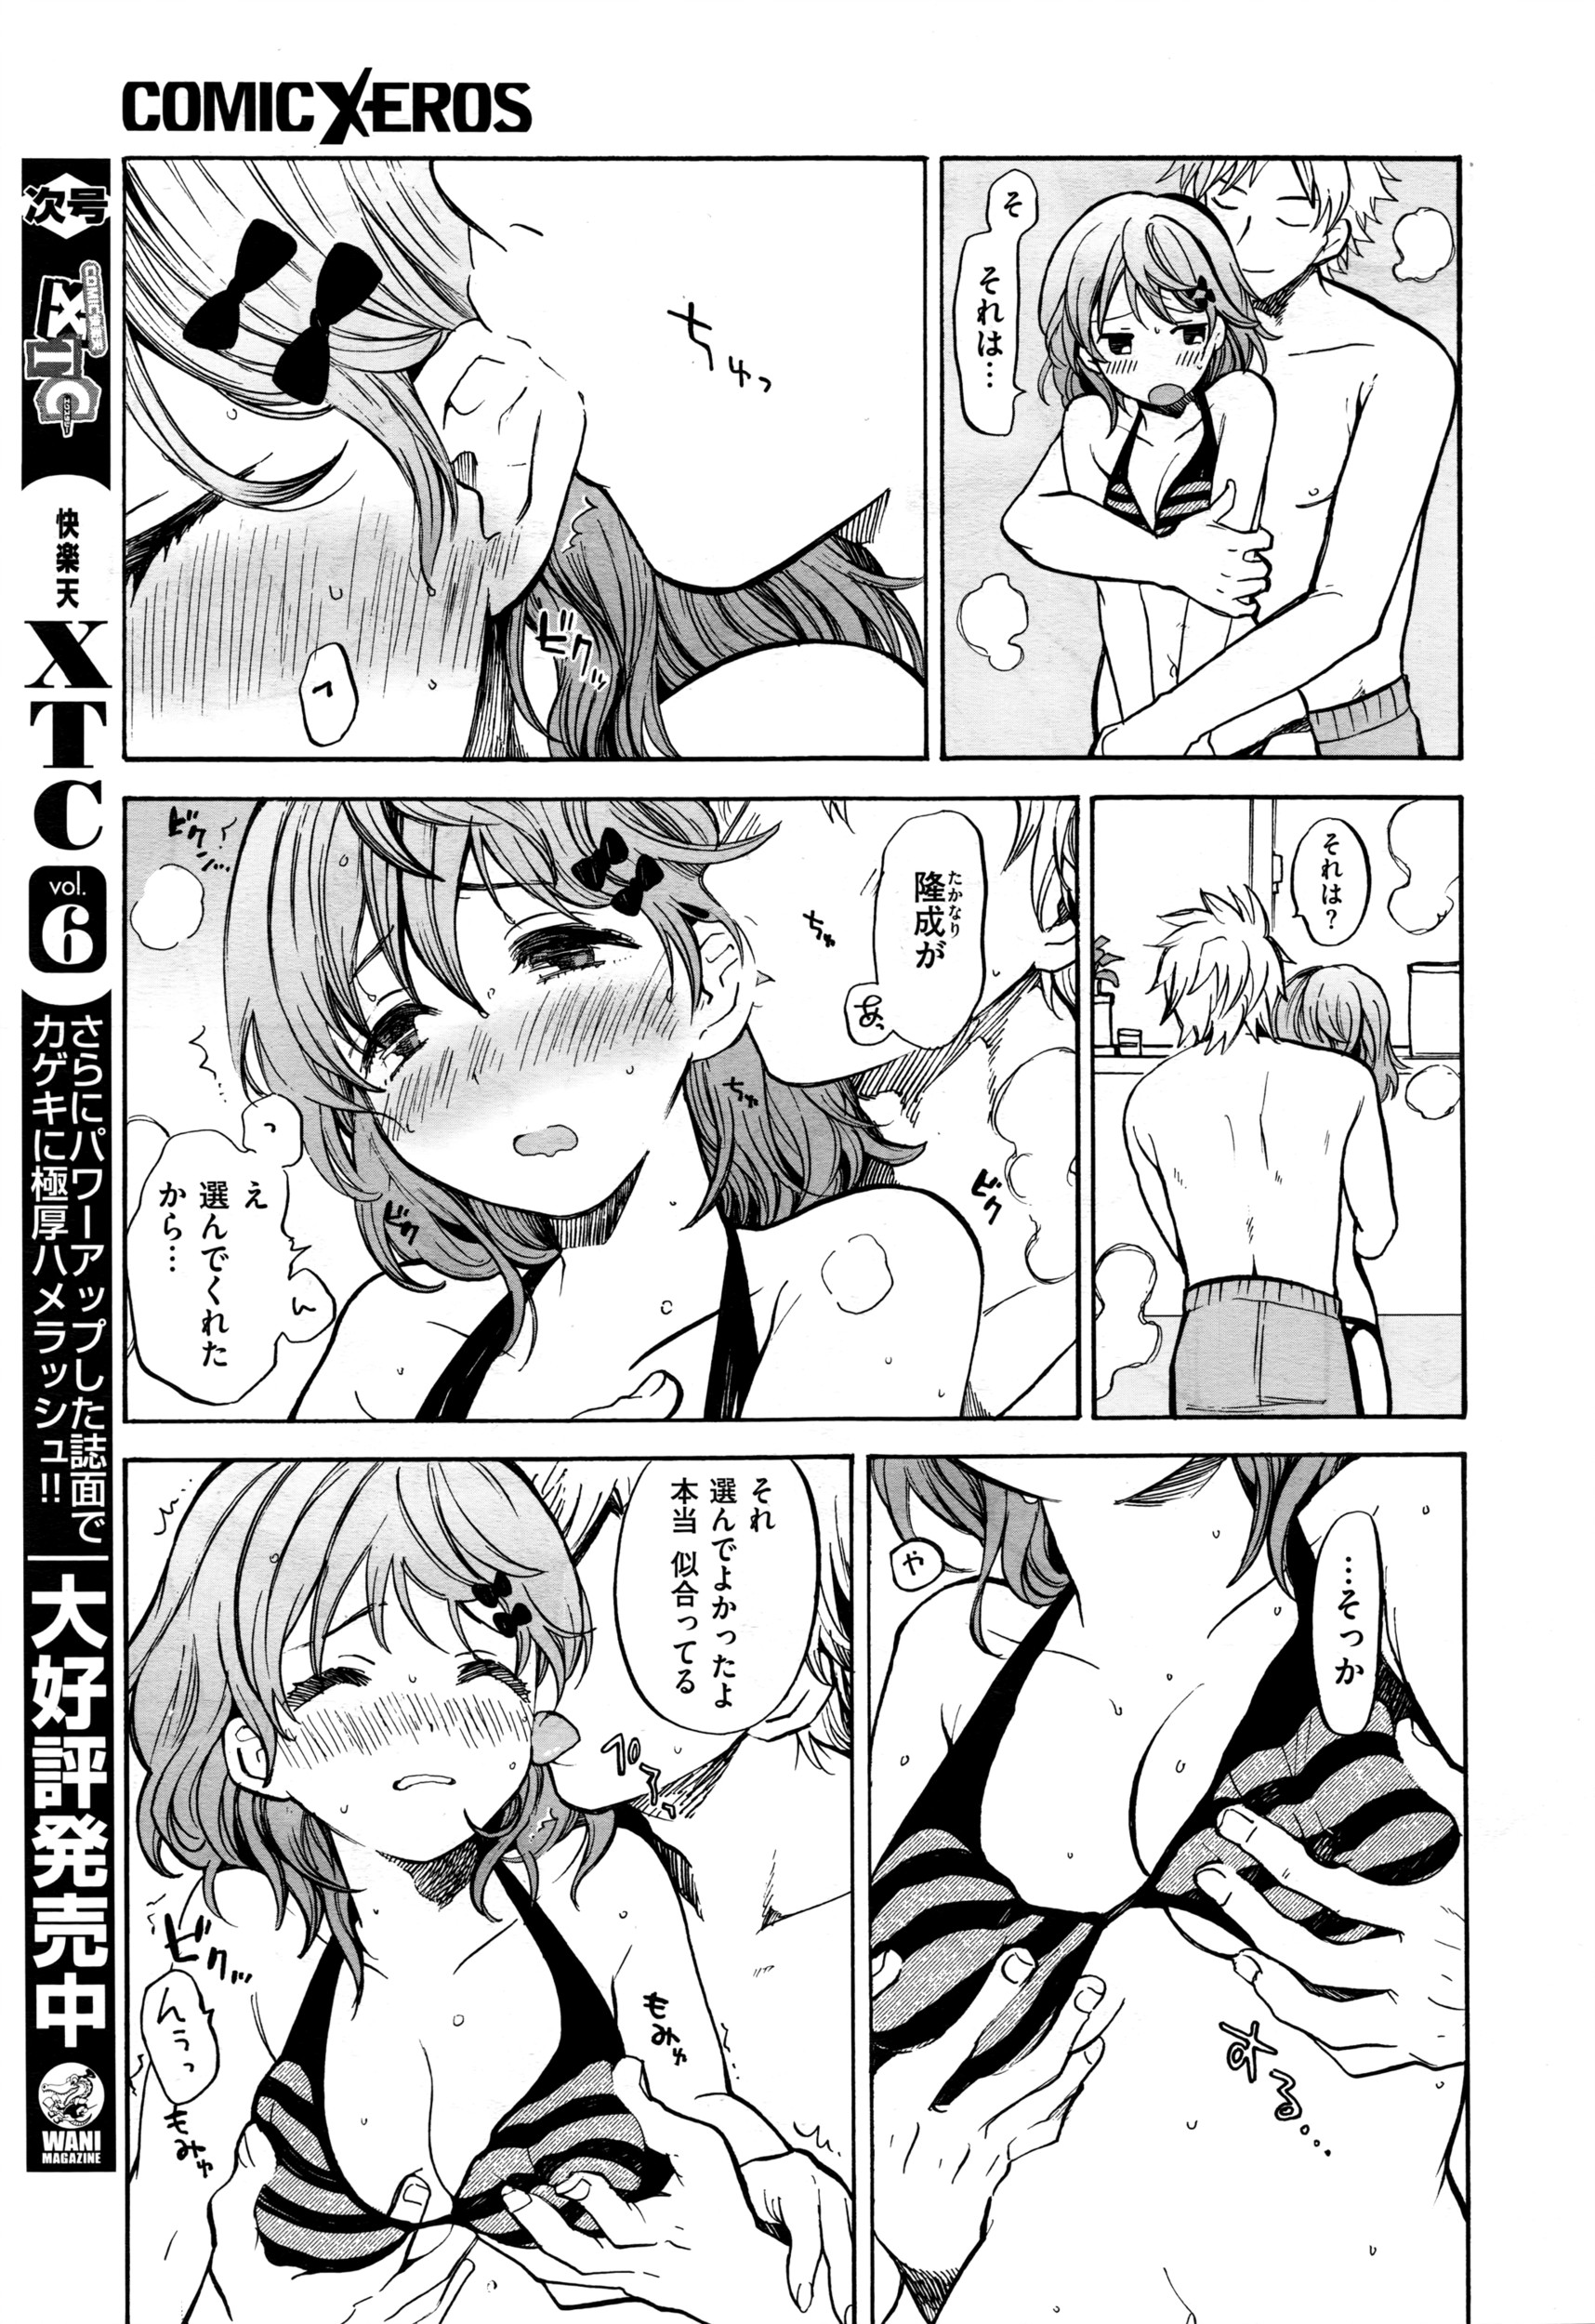 COMIC X-EROS
そ
それは…
ちゅっ
ビクッ
それは?
隆成が
たかなり
あっ
ちゅ
ちゅ
ビクン…
ビク
ビクッ
えっ
選んでくれた
から…
ん
…そっか
や
する…
それ
選んでよかったよ
本当 似合ってる
ビクッ
んうっ
もみゅ
もみゅ
次号
COMIC
XTC
快楽天
XTC
vol.
6
さらにパワーアップした誌面で
カゲキに極厚ハメラッシュ!!
大好評発売中
WANI
MAGAZINE